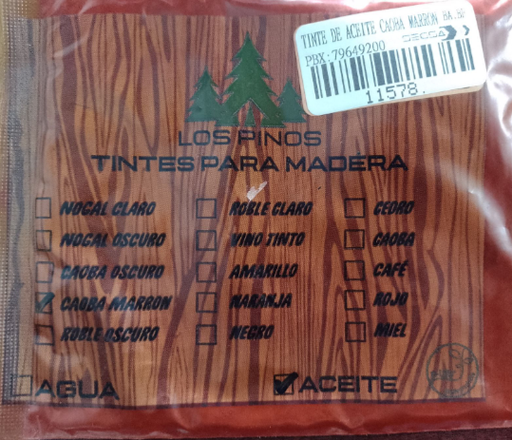 TINTE DE ACEITE CAOBA MARRON
PBX:79649200 DECSA
11578.
LOS PINOS
TINTES PARA MADERA
NOGAL CLARO ROBLE CLARO CEDRO
NOGAL OSCURO VINO TINTO CAOBA
CAOBA OSCURO AMARILLO CAFÉ
CAOBA MARRON NARANJA ROJO
ROBLE OSCURO NEGRO MIEL
AGUA ACEITE